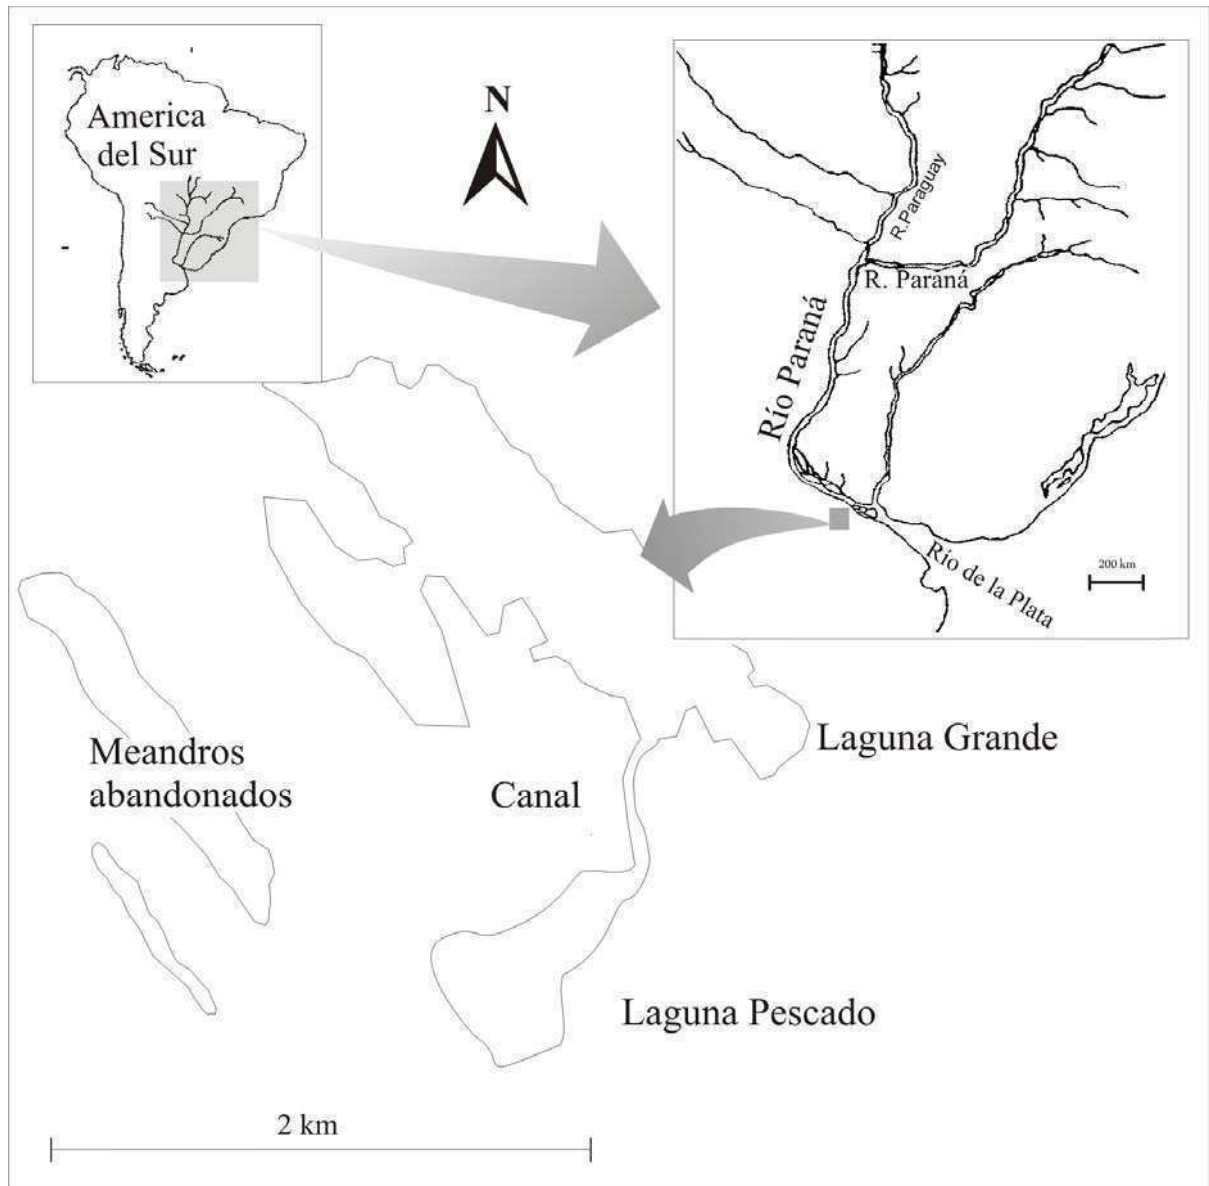 America
del Sur
N
R.Paraguay
R. Paraná
Río Paraná
Río de la Plata
200 km
Laguna Grande
Meandros
abandonados
Canal
Laguna Pescado
2 km